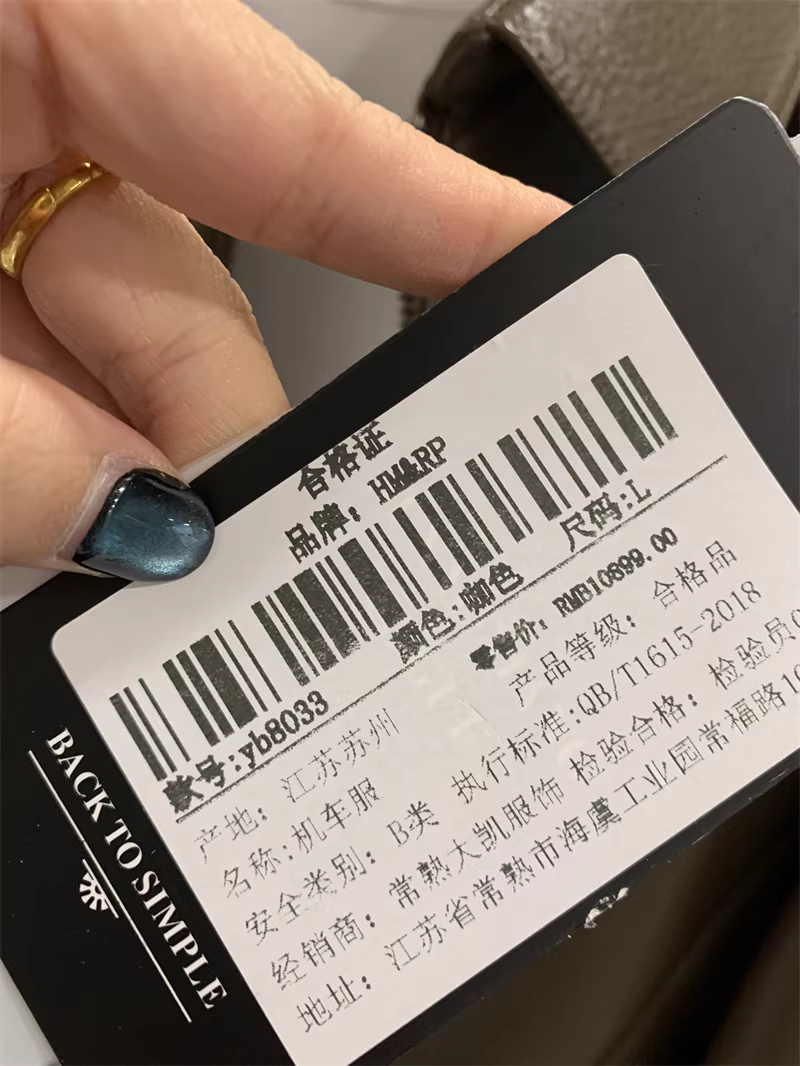 合格证
品牌:
款号:yb8033 颜色:咖色 尺码:L
产地: 江苏苏州 零售价: RMB10899.00
名称:机车服 产品等级: 合格品
安全类别: B类 执行标准:QB/T1615-2018
经销商: 常熟大凯服饰 检验合格: 检验员
地址: 江苏省常熟市海虞工业园常福路
BACK TO SIMPLE